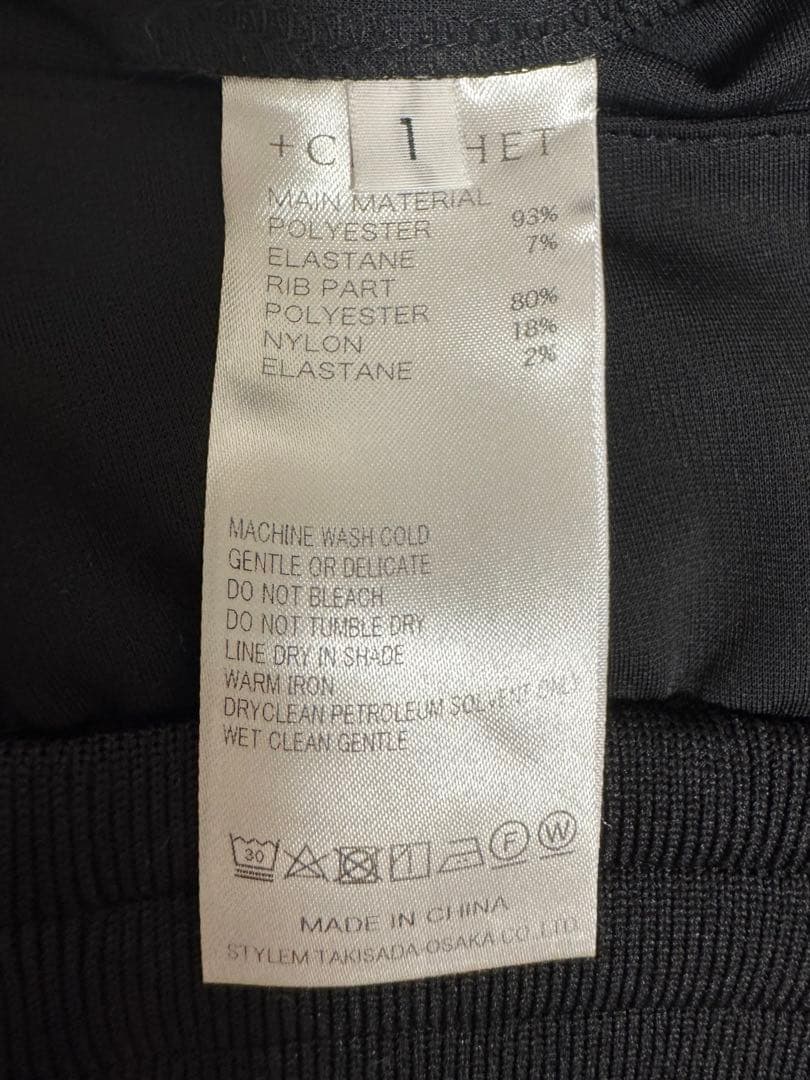 1
+C HET
MAIN MATERIAL
POLYESTER 93%
ELASTANE 7%
RIB PART
POLYESTER 80%
NYLON 18%
ELASTANE 2%
MACHINE WASH COLD
GENTLE OR DELICATE
DO NOT BLEACH
DO NOT TUMBLE DRY
LINE DRY IN SHADE
WARM IRON
DRYCLEAN PETROLEUM SOLVENT ONLY
WET CLEAN GENTLE
30 F W
MADE IN CHINA
STYLEM TAKISADA-OSAKA CO.,LTD.